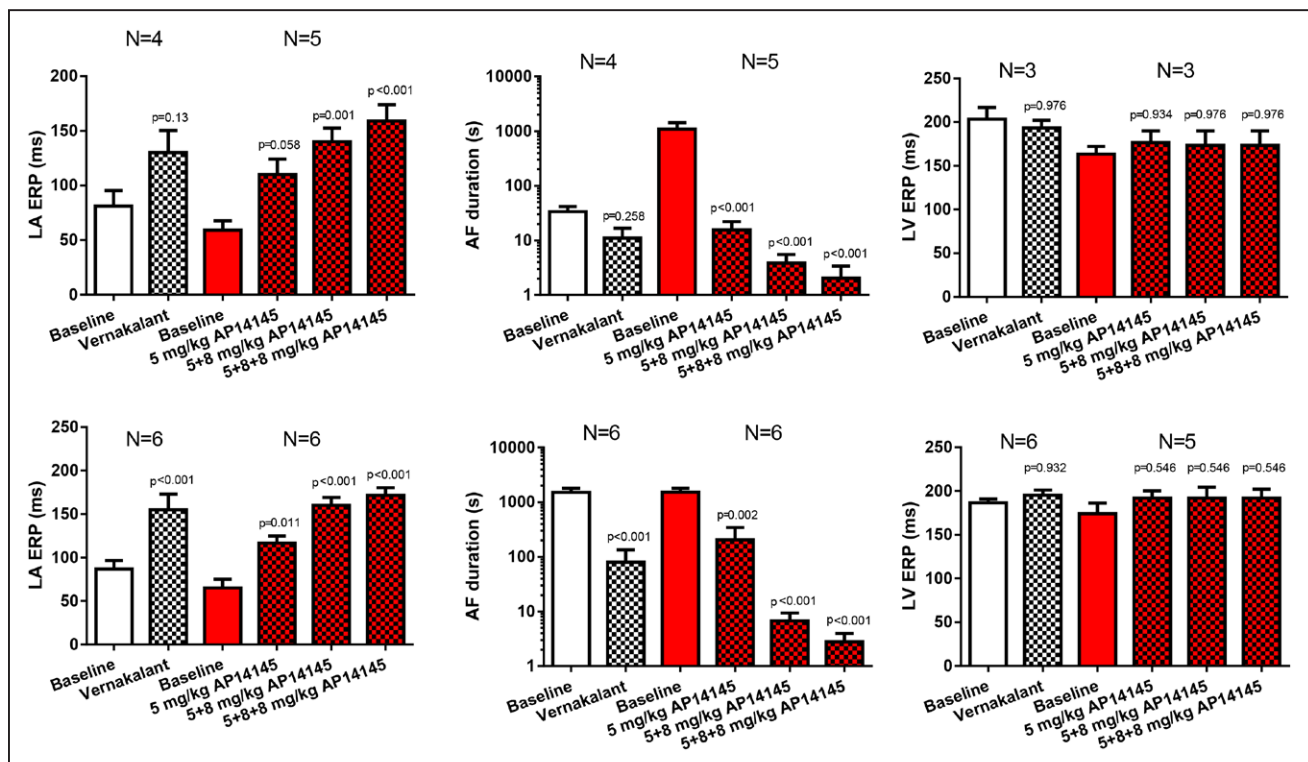 N=4 N=5
LA ERP (ms)
200
150
100
50
0
p=0.13
p=0.058
p=0.001
p<0.001
Baseline
Vernakalant
Baseline
5 mg/kg AP14145
5+8 mg/kg AP14145
5+8+8 mg/kg AP14145
N=4 N=5
AF duration (s)
10000
1000
100
10
1
p=0.258
p<0.001
p<0.001
p<0.001
Baseline
Vernakalant
Baseline
5 mg/kg AP14145
5+8 mg/kg AP14145
5+8+8 mg/kg AP14145
N=3 N=3
LV ERP (ms)
250
200
150
100
50
0
p=0.976
p=0.934
p=0.976
p=0.976
Baseline
Vernakalant
Baseline
5 mg/kg AP14145
5+8 mg/kg AP14145
5+8+8 mg/kg AP14145
N=6 N=6
LA ERP (ms)
250
200
150
100
50
0
p<0.001
p=0.011
p<0.001
p<0.001
Baseline
Vernakalant
Baseline
5 mg/kg AP14145
5+8 mg/kg AP14145
5+8+8 mg/kg AP14145
N=6 N=6
AF duration (s)
10000
1000
100
10
1
p<0.001
p=0.002
p<0.001
p<0.001
Baseline
Vernakalant
Baseline
5 mg/kg AP14145
5+8 mg/kg AP14145
5+8+8 mg/kg AP14145
N=6 N=5
LV ERP (ms)
250
200
150
100
50
0
p=0.932
p=0.546
p=0.546
p=0.546
Baseline
Vernakalant
Baseline
5 mg/kg AP14145
5+8 mg/kg AP14145
5+8+8 mg/kg AP14145